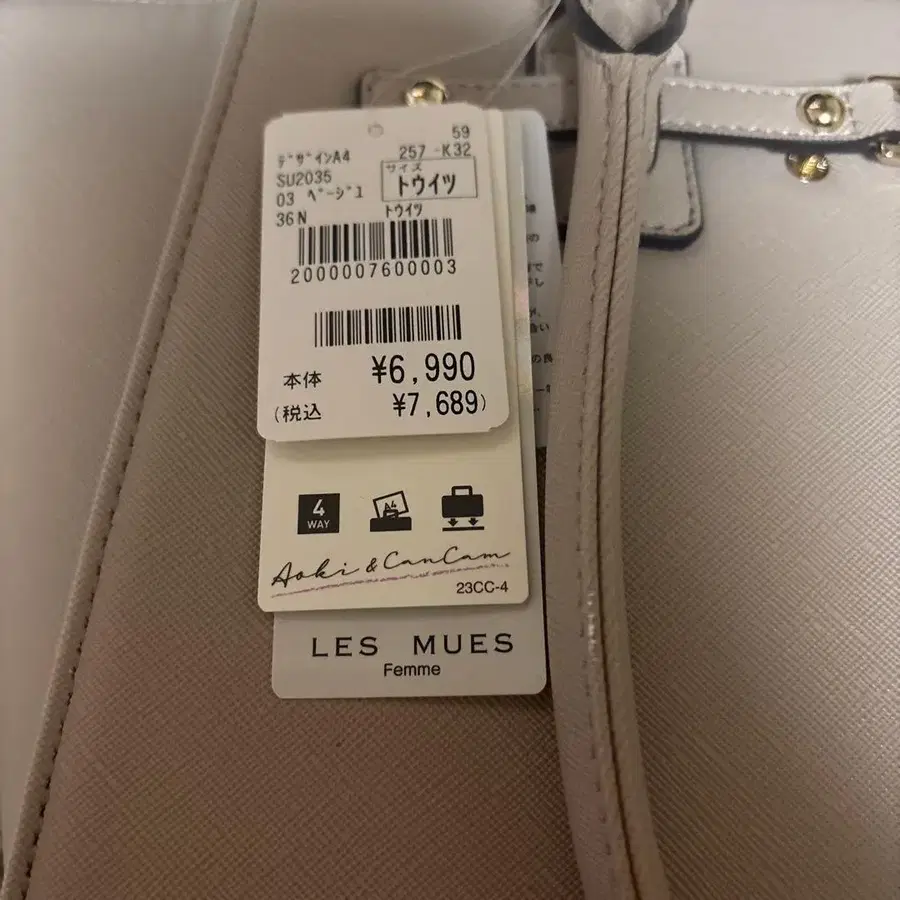 59
デザインA4 257-K32
SU2035 サイズ
03 ベージュ トウイツ
36N トウイツ
2000007600003
本体 ¥6,990
(税込 ¥7,689)
4
WAY
A4
Aoki & CanCam
23CC-4
LES MUES
Femme